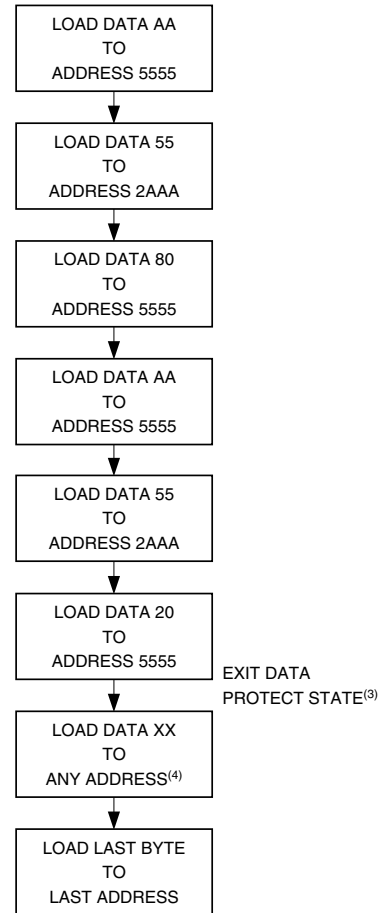 LOAD DATA AA
TO
ADDRESS 5555
LOAD DATA 55
TO
ADDRESS 2AAA
LOAD DATA 80
TO
ADDRESS 5555
LOAD DATA AA
TO
ADDRESS 5555
LOAD DATA 55
TO
ADDRESS 2AAA
LOAD DATA 20
TO
ADDRESS 5555
EXIT DATA
PROTECT STATE(3)
LOAD DATA XX
TO
ANY ADDRESS(4)
LOAD LAST BYTE
TO
LAST ADDRESS